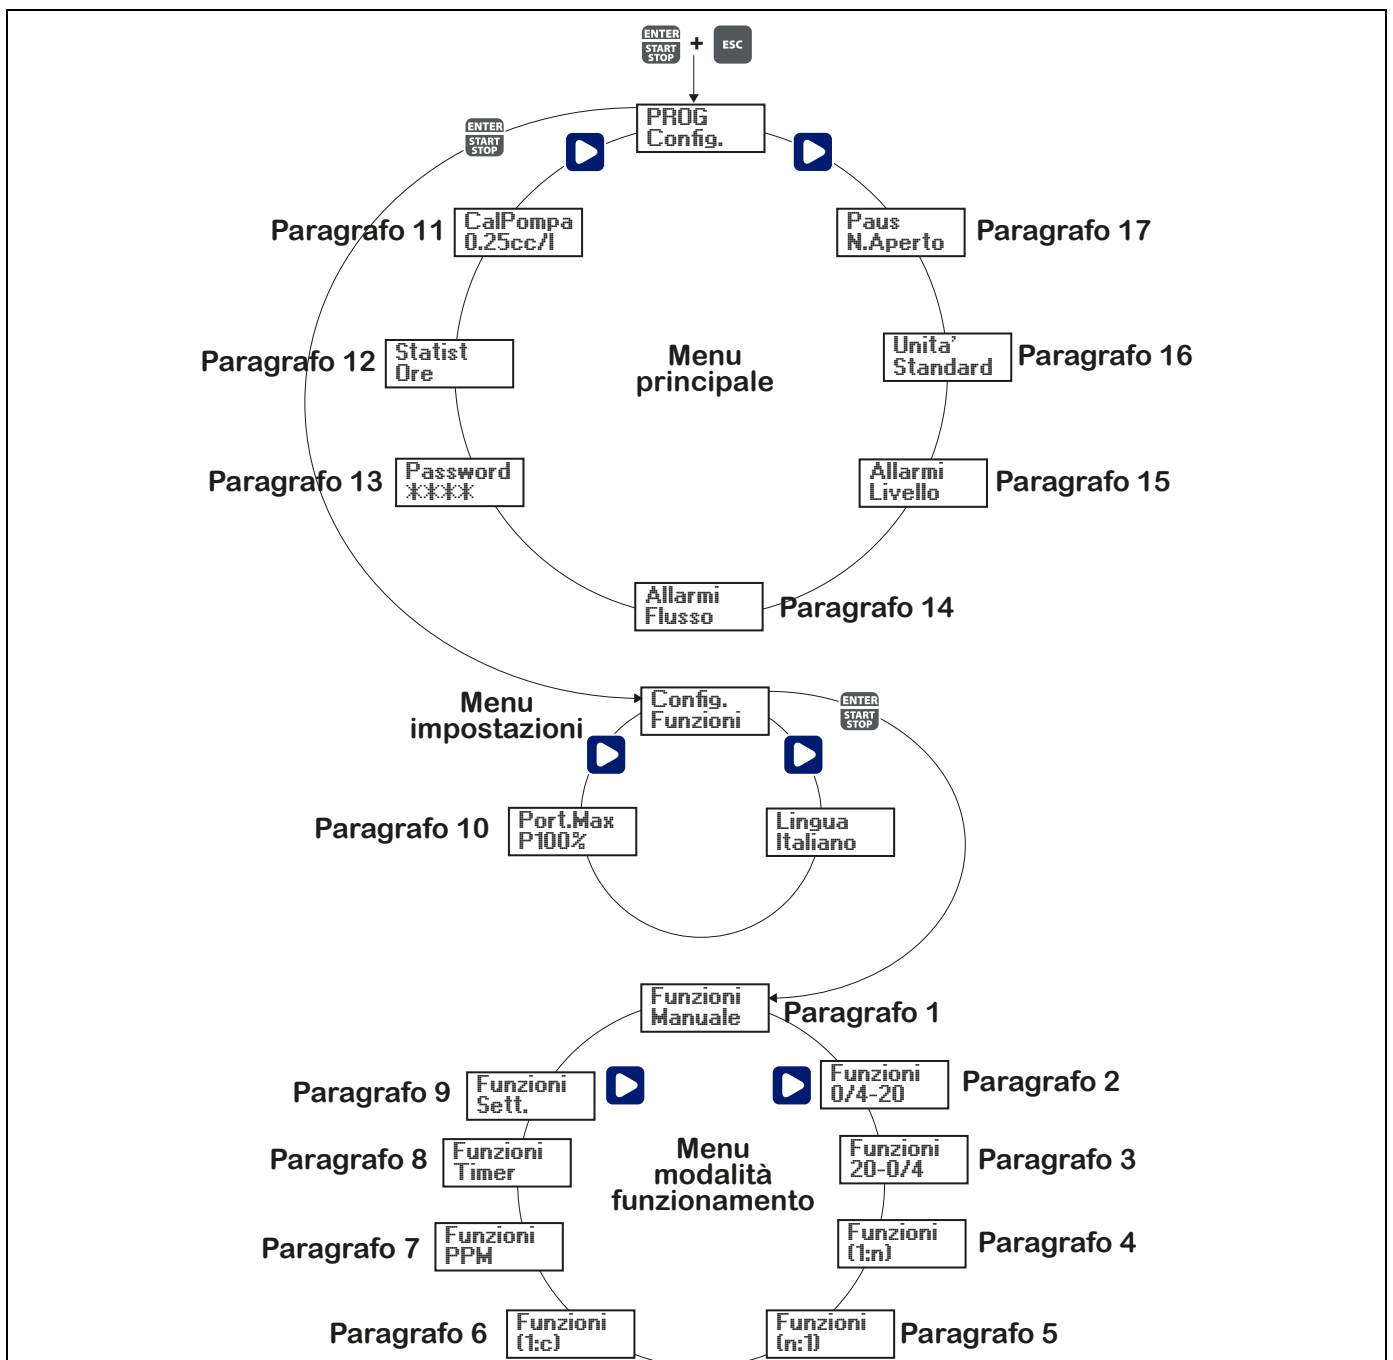 ENTER
START
STOP
+
ESC
PROG
Config.
ENTER
START
STOP
Paragrafo 11
CalPompa
0.25cc/I
Paus
N.Aperto
Paragrafo 17
Paragrafo 12
Statist
Ore
Menu
principale
Unita'
Standard
Paragrafo 16
Paragrafo 13
Password
****
Allarmi
Livello
Paragrafo 15
Allarmi
Flusso
Paragrafo 14
Menu
impostazioni
Config.
Funzioni
ENTER
START
STOP
Paragrafo 10
Port.Max
P100%
Lingua
Italiano
Funzioni
Manuale
Paragrafo 1
Paragrafo 9
Funzioni
Sett.
Funzioni
0/4-20
Paragrafo 2
Paragrafo 8
Funzioni
Timer
Menu
modalità
funzionamento
Funzioni
20-0/4
Paragrafo 3
Paragrafo 7
Funzioni
PPM
Funzioni
(1:n)
Paragrafo 4
Paragrafo 6
Funzioni
(1:c)
Funzioni
(n:1)
Paragrafo 5